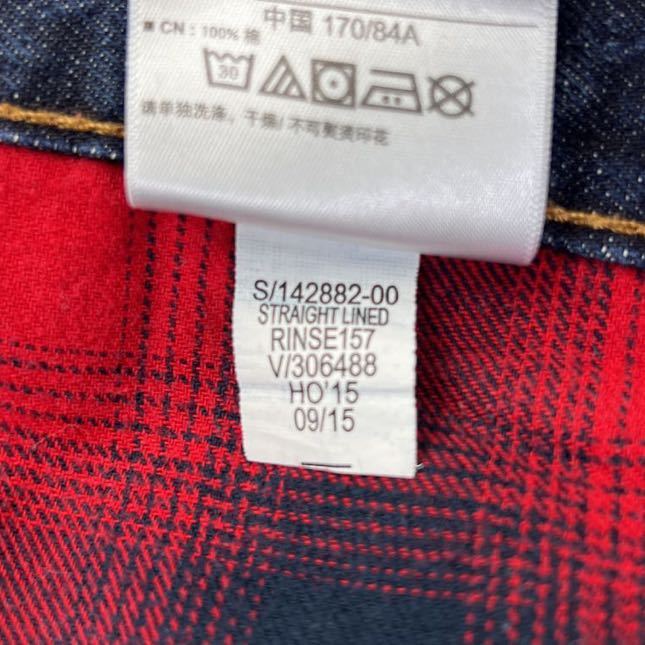 中国 170/84A
■ CN : 100% 棉
30
请单独洗涤，干燥/ 不可熨烫印花
S/142882-00
STRAIGHT LINED
RINSE157
V/306488
HO'15
09/15